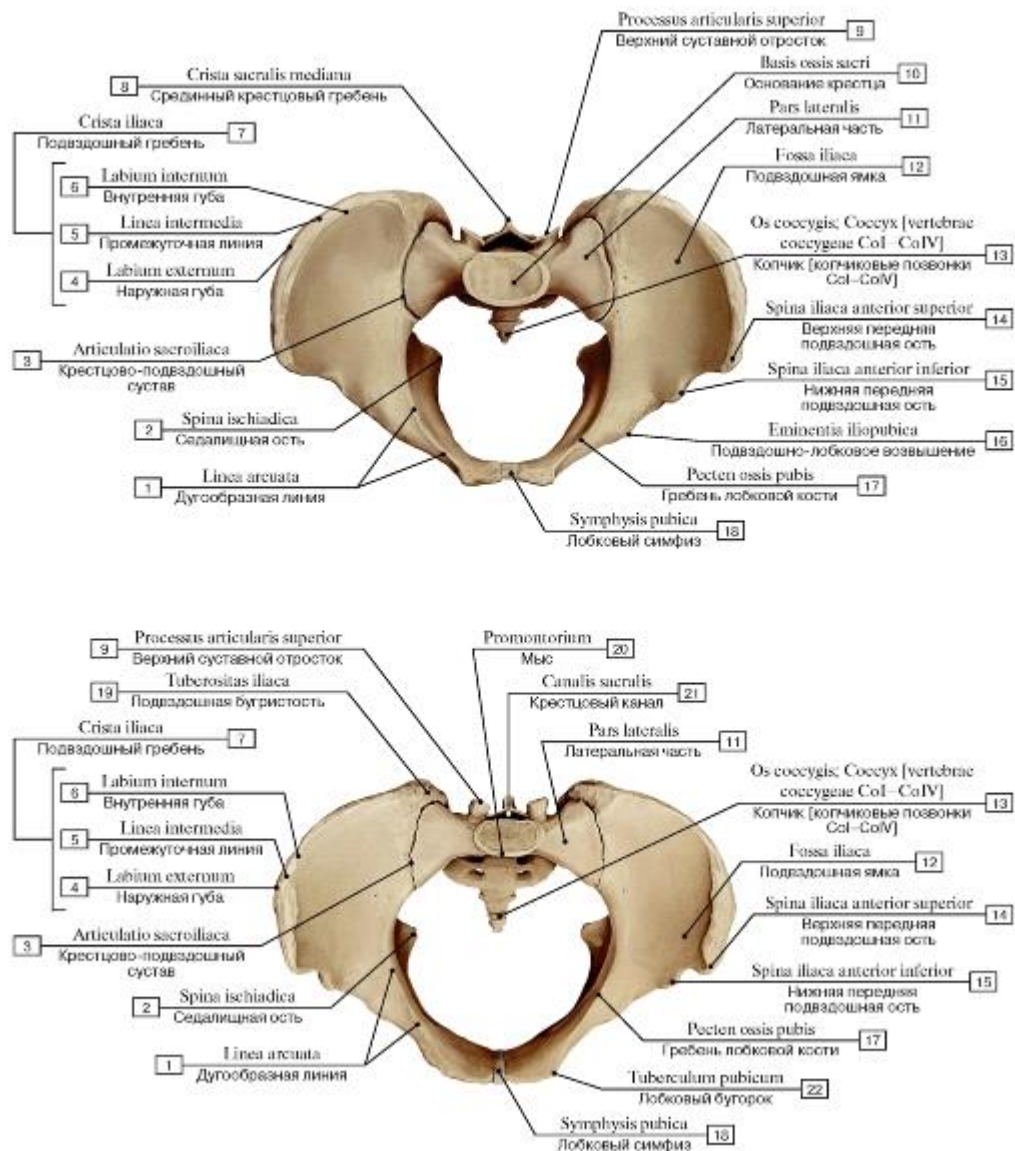 Processus articularis superior
Верхний суставной отросток
9
Crista sacralis mediana
Срединный крестцовый гребень
8
Basis ossis sacri
Основание крестца
10
Crista iliaca
Подвздошный гребень
7
Pars lateralis
Латеральная часть
11
Labium internum
Внутренняя губа
6
Fossa iliaca
Подвздошная ямка
12
Linea intermedia
Промежуточная линия
5
Os coccygis; Coccyx [vertebrae
coccygeae CoI–CoIV]
Копчик [копчиковые позвонки
CoI–CoIV]
13
Labium externum
Наружная губа
4
Spina iliaca anterior superior
Верхняя передняя
подвздошная ость
14
Articulatio sacroiliaca
Крестцово-подвздошный
сустав
3
Spina iliaca anterior inferior
Нижняя передняя
подвздошная ость
15
Spina ischiadica
Седалищная ость
2
Eminentia iliopubica
Подвздошно-лобковое возвышение
16
Linea arcuata
Дугообразная линия
1
Pecten ossis pubis
Гребень лобковой кости
17
Symphysis pubica
Лобковый симфиз
18
Processus articularis superior
Верхний суставной отросток
9
Promontorium
Мыс
20
Tuberositas iliaca
Подвздошная бугристость
19
Canalis sacralis
Крестцовый канал
21
Crista iliaca
Подвздошный гребень
7
Pars lateralis
Латеральная часть
11
Labium internum
Внутренняя губа
6
Os coccygis; Coccyx [vertebrae
coccygeae CoI–CoIV]
Копчик [копчиковые позвонки
CoI–CoIV]
13
Linea intermedia
Промежуточная линия
5
Fossa iliaca
Подвздошная ямка
12
Labium externum
Наружная губа
4
Spina iliaca anterior superior
Верхняя передняя
подвздошная ость
14
Articulatio sacroiliaca
Крестцово-подвздошный
сустав
3
Spina iliaca anterior inferior
Нижняя передняя
подвздошная ость
15
Spina ischiadica
Седалищная ость
2
Pecten ossis pubis
Гребень лобковой кости
17
Linea arcuata
Дугообразная линия
1
Tuberculum pubicum
Лобковый бугорок
22
Symphysis pubica
Лобковый симфиз
18